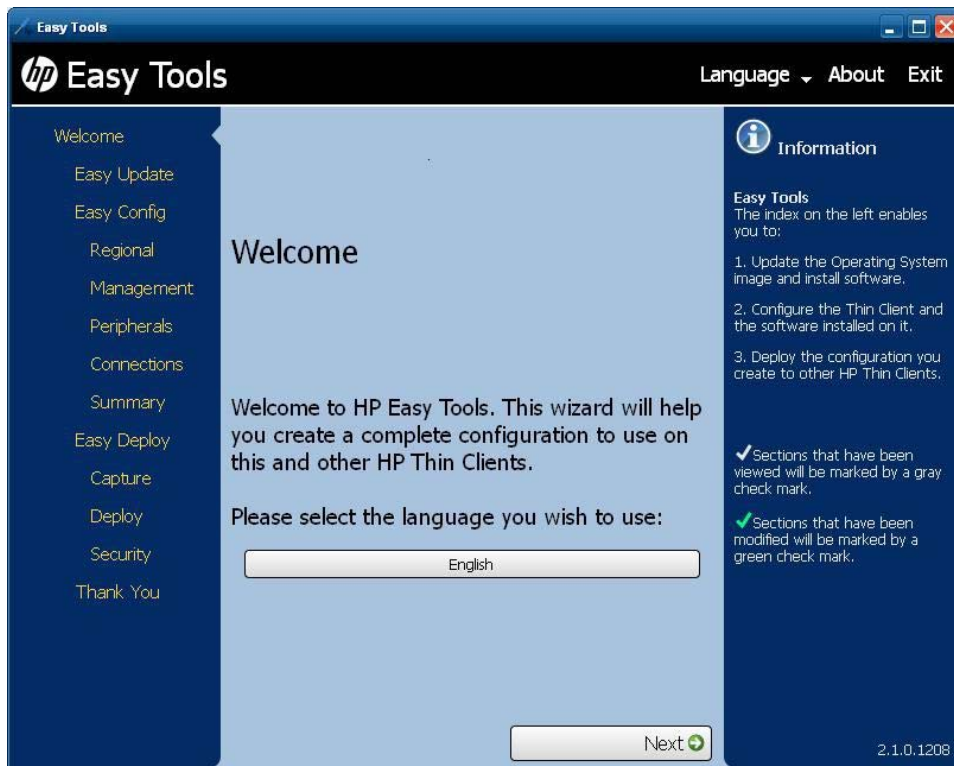 Easy Tools
hp Easy Tools
Language About Exit
Welcome
Easy Update
Easy Config
Regional
Management
Peripherals
Connections
Summary
Easy Deploy
Capture
Deploy
Security
Thank You
Welcome
Welcome to HP Easy Tools. This wizard will help
you create a complete configuration to use on
this and other HP Thin Clients.
Please select the language you wish to use:
English
Next
Information
Easy Tools
The index on the left enables
you to:
1. Update the Operating System
image and install software.
2. Configure the Thin Client and
the software installed on it.
3. Deploy the configuration you
create to other HP Thin Clients.
Sections that have been
viewed will be marked by a gray
check mark.
Sections that have been
modified will be marked by a
green check mark.
2.1.0.1208